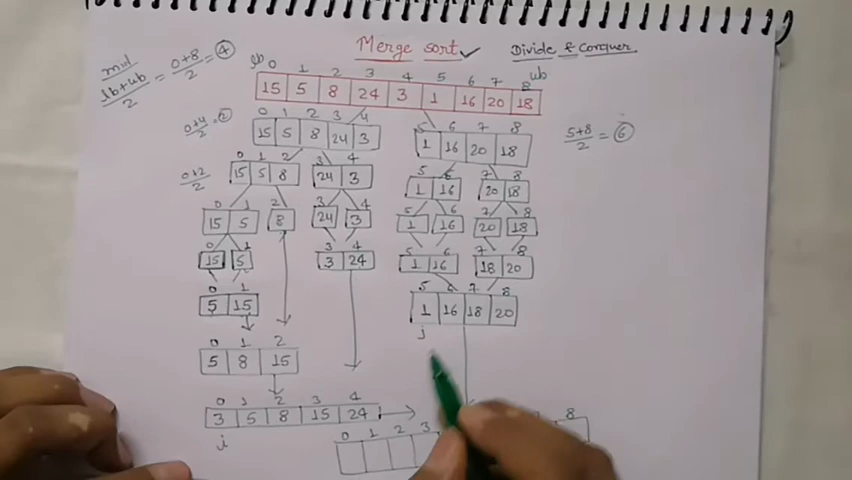 Merge sort ✓ Divide & Conquer
mid
lb+ub/2 = 0+8/2 = 4
lb 0 1 2 3 4 5 6 7 8 ub
15 5 8 24 3 1 16 20 18
0+4/2 = 2
0 1 2 3 4
15 5 8 24 3
5 6 7 8
1 16 20 18
5+8/2 = 6
0+2/2
0 1 2
15 5 8
3 4
24 3
5 6
1 16
7 8
20 18
0 1
15 5
2
8
3 4
24 3
5 6
1 16
7 8
20 18
0 1
15 5
3 4
3 24
5 6
1 16
7 8
18 20
0 1
5 15
5 6 7 8
1 16 18 20
j
0 1 2
5 8 15
0 1 2 3 4
3 5 8 15 24
i
0 1 2 3 8